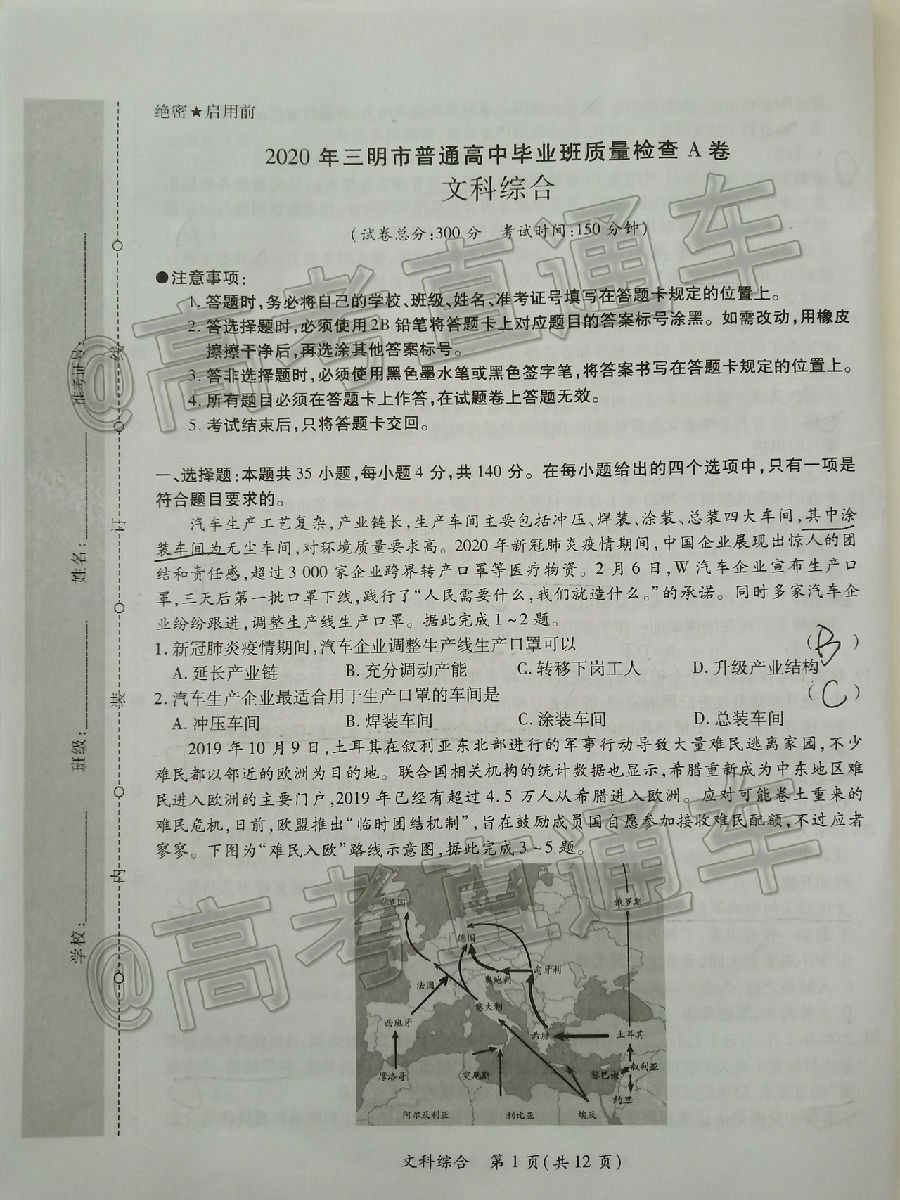 绝密★启用前
2020年三明市普通高中毕业班质量检查A卷
文科综合
(试卷总分:300分 考试时间:150分钟)
●注意事项:
1.答题时,务必将自己的学校、班级、姓名、准考证号填写在答题卡规定的位置上。
2.答选择题时,必须使用2B铅笔将答题卡上对应题目的答案标号涂黑。如需改动,用橡皮
擦擦干净后,再选涂其他答案标号。
3.答非选择题时,必须使用黑色墨水笔或黑色签字笔,将答案书写在答题卡规定的位置上。
4.所有题目必须在答题卡上作答,在试题卷上答题无效。
5.考试结束后,只将答题卡交回。
一、选择题:本题共35小题,每小题4分,共140分。在每小题给出的四个选项中,只有一项是
符合题目要求的。
汽车生产工艺复杂,产业链长,生产车间主要包括冲压、焊装、涂装、总装四大车间,其中涂
装车间为无尘车间,对环境质量要求高。2020年新冠肺炎疫情期间,中国企业展现出惊人的团
结和责任感,超过3000家企业跨界转产口罩等医疗物资。2月6日,W汽车企业宣布生产口
罩,三天后第一批口罩下线,践行了“人民需要什么,我们就造什么。”的承诺。同时多家汽车企
业纷纷跟进,调整生产线生产口罩。据此完成1~2题。
1.新冠肺炎疫情期间,汽车企业调整生产线生产口罩可以 (B)
A.延长产业链 B.充分调动产能 C.转移下岗工人 D.升级产业结构
2.汽车生产企业最适合用于生产口罩的车间是 (C)
A.冲压车间 B.焊装车间 C.涂装车间 D.总装车间
2019年10月9日,土耳其在叙利亚东北部进行的军事行动导致大量难民逃离家园,不少
难民都以邻近的欧洲为目的地。联合国相关机构的统计数据也显示,希腊重新成为中东地区难
民进入欧洲的主要门户,2019年已经有超过4.5万人从希腊进入欧洲。应对可能卷土重来的
难民危机,日前,欧盟推出“临时团结机制”,旨在鼓励成员国自愿参加接收难民配额,不过应者
寥寥。下图为“难民入欧”路线示意图,据此完成3~5题。
英国
俄罗斯
德国
匈牙利
奥地利
法国
意大利
西班牙
希腊
土耳其
摩洛哥
突尼斯
黎巴嫩
叙利亚
约旦
阿尔及利亚
利比亚
埃及
文科综合 第1页(共12页)
准考证号:
姓名:
班级:
学校:
线
订
装
内
@高考直通车
@高考直通车